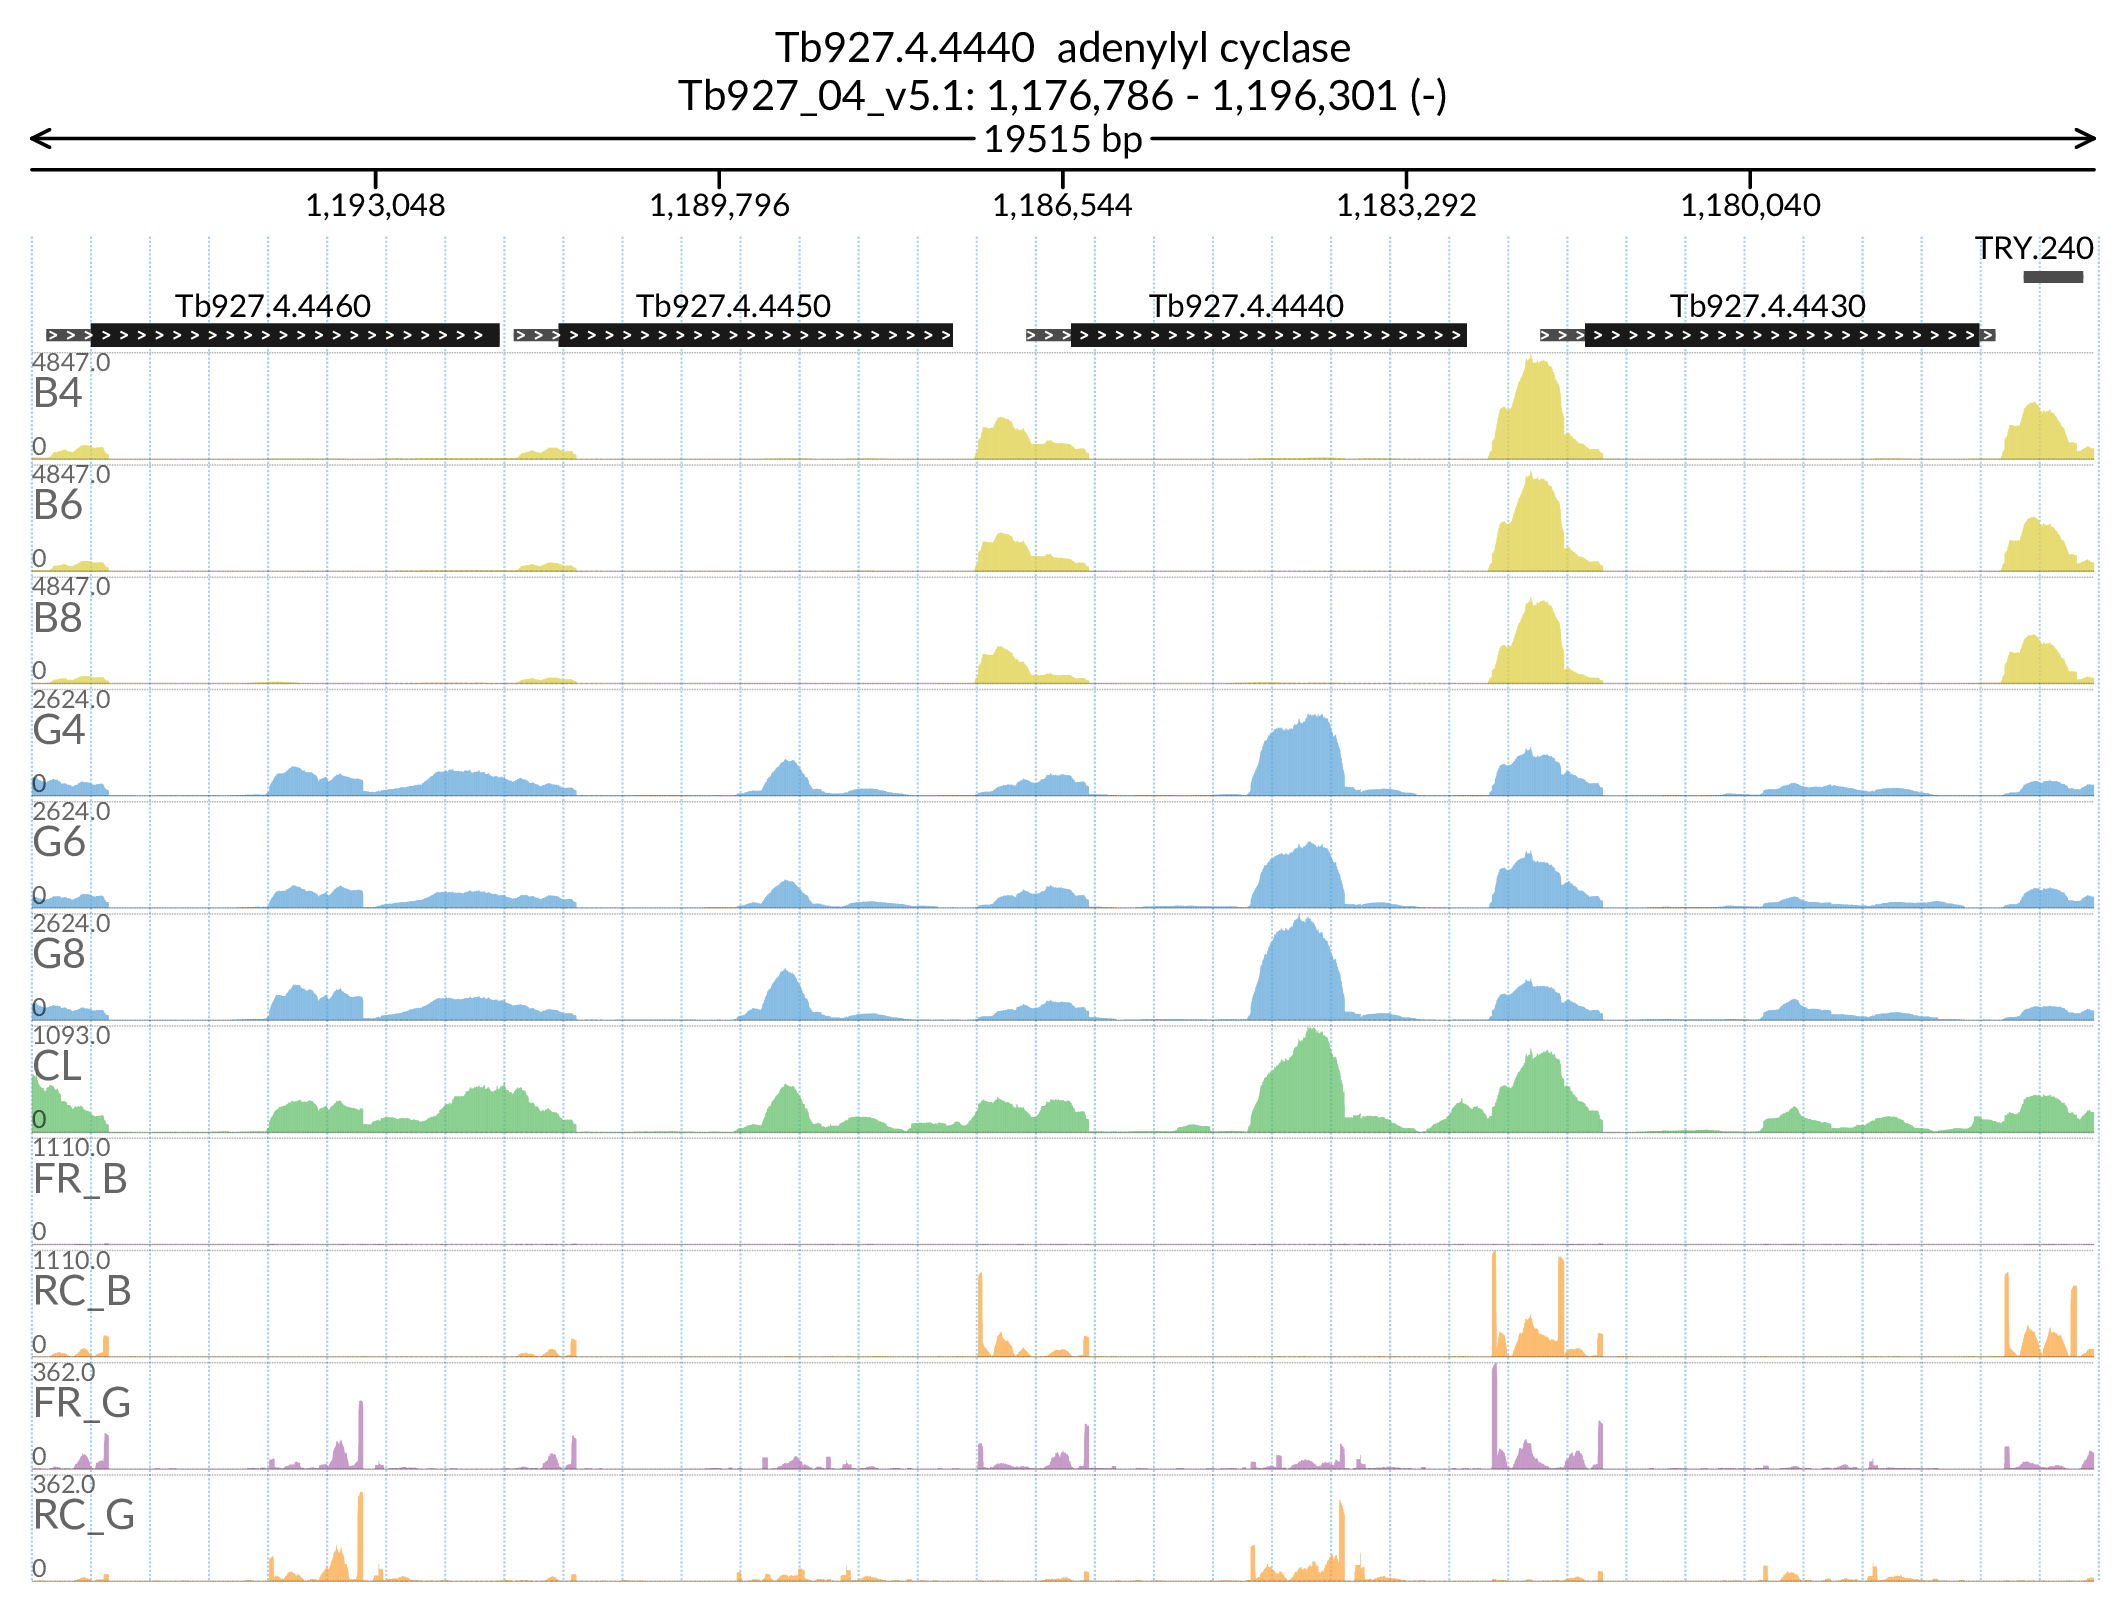 Tb927.4.4440  adenylyl cyclase
Tb927_04_v5.1: 1,176,786 - 1,196,301 (-)
19515 bp
1,193,048 1,189,796 1,186,544 1,183,292 1,180,040
TRY.240
Tb927.4.4460 Tb927.4.4450 Tb927.4.4440 Tb927.4.4430
4847.0
B4
0
4847.0
B6
0
4847.0
B8
0
2624.0
G4
0
2624.0
G6
0
2624.0
G8
0
1093.0
CL
0
1110.0
FR_B
0
1110.0
RC_B
0
362.0
FR_G
0
362.0
RC_G
0